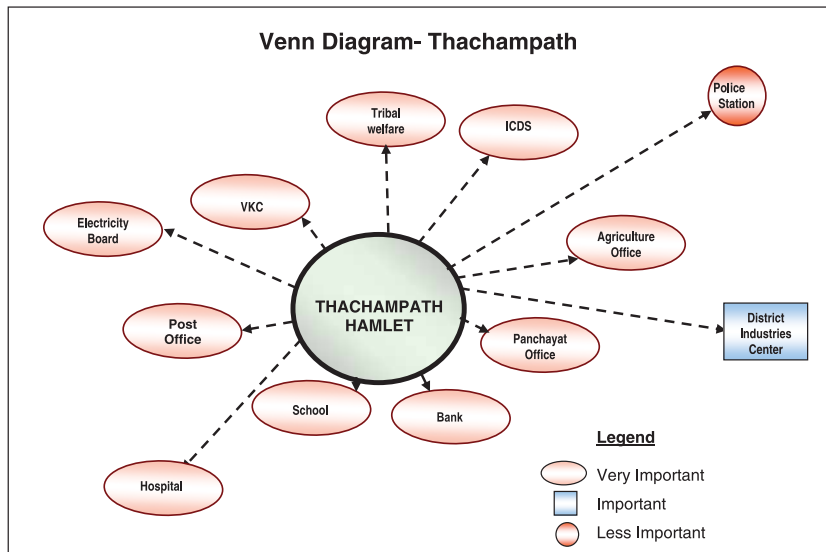 Venn Diagram- Thachampath
Police
Station
Tribal
welfare
ICDS
VKC
Electricity
Board
Agriculture
Office
THACHAMPATH
HAMLET
Post
Office
District
Industries
Center
Panchayat
Office
School
Bank
Hospital
Legend
Very Important
Important
Less Important